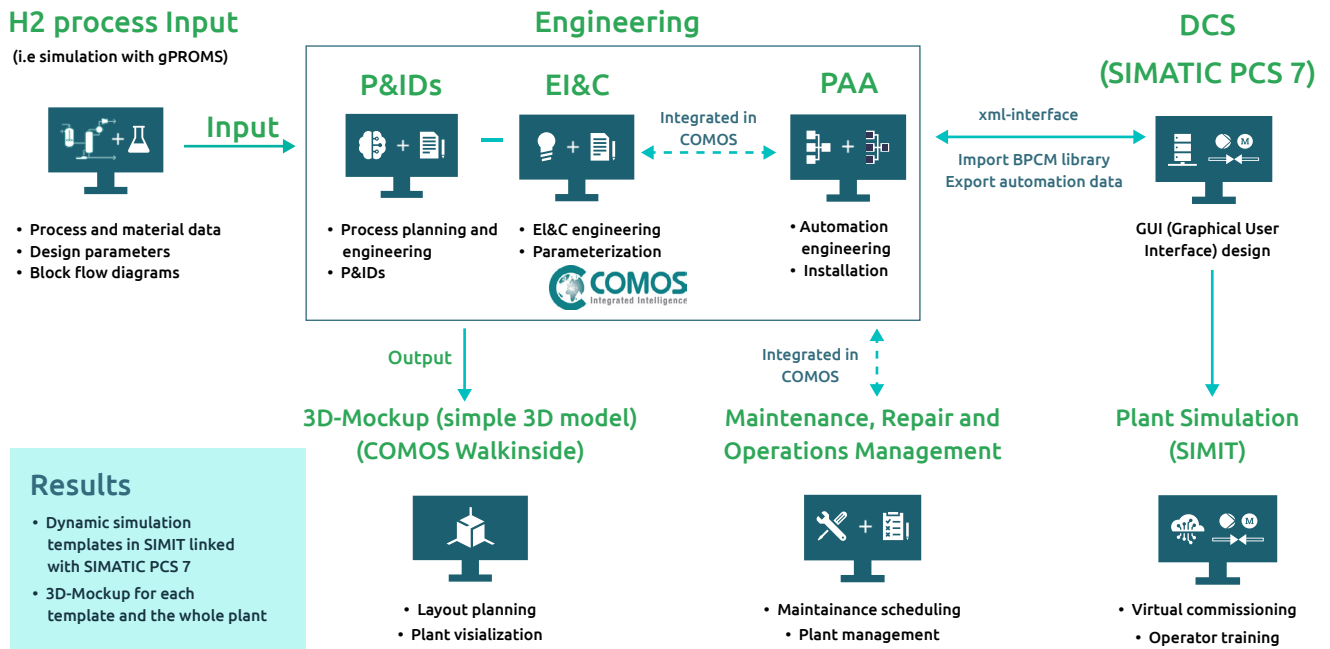 H2 process Input
(i.e simulation with gPROMS)
Input
• Process and material data
• Design parameters
• Block flow diagrams
Engineering
P&IDs
• Process planning and
engineering
• P&IDs
EI&C
• El&C engineering
• Parameterization
Integrated in
COMOS
PAA
• Automation
engineering
• Installation
COMOS
Integrated Intelligence
xml-interface
Import BPCM library
Export automation data
DCS
(SIMATIC PCS 7)
M
GUI (Graphical User
Interface) design
Output
3D-Mockup (simple 3D model)
(COMOS Walkinside)
• Layout planning
• Plant visialization
Integrated in
COMOS
Maintenance, Repair and
Operations Management
• Maintainance scheduling
• Plant management
Plant Simulation
(SIMIT)
M
• Virtual commissioning
• Operator training
Results
• Dynamic simulation
templates in SIMIT linked
with SIMATIC PCS 7
• 3D-Mockup for each
template and the whole plant